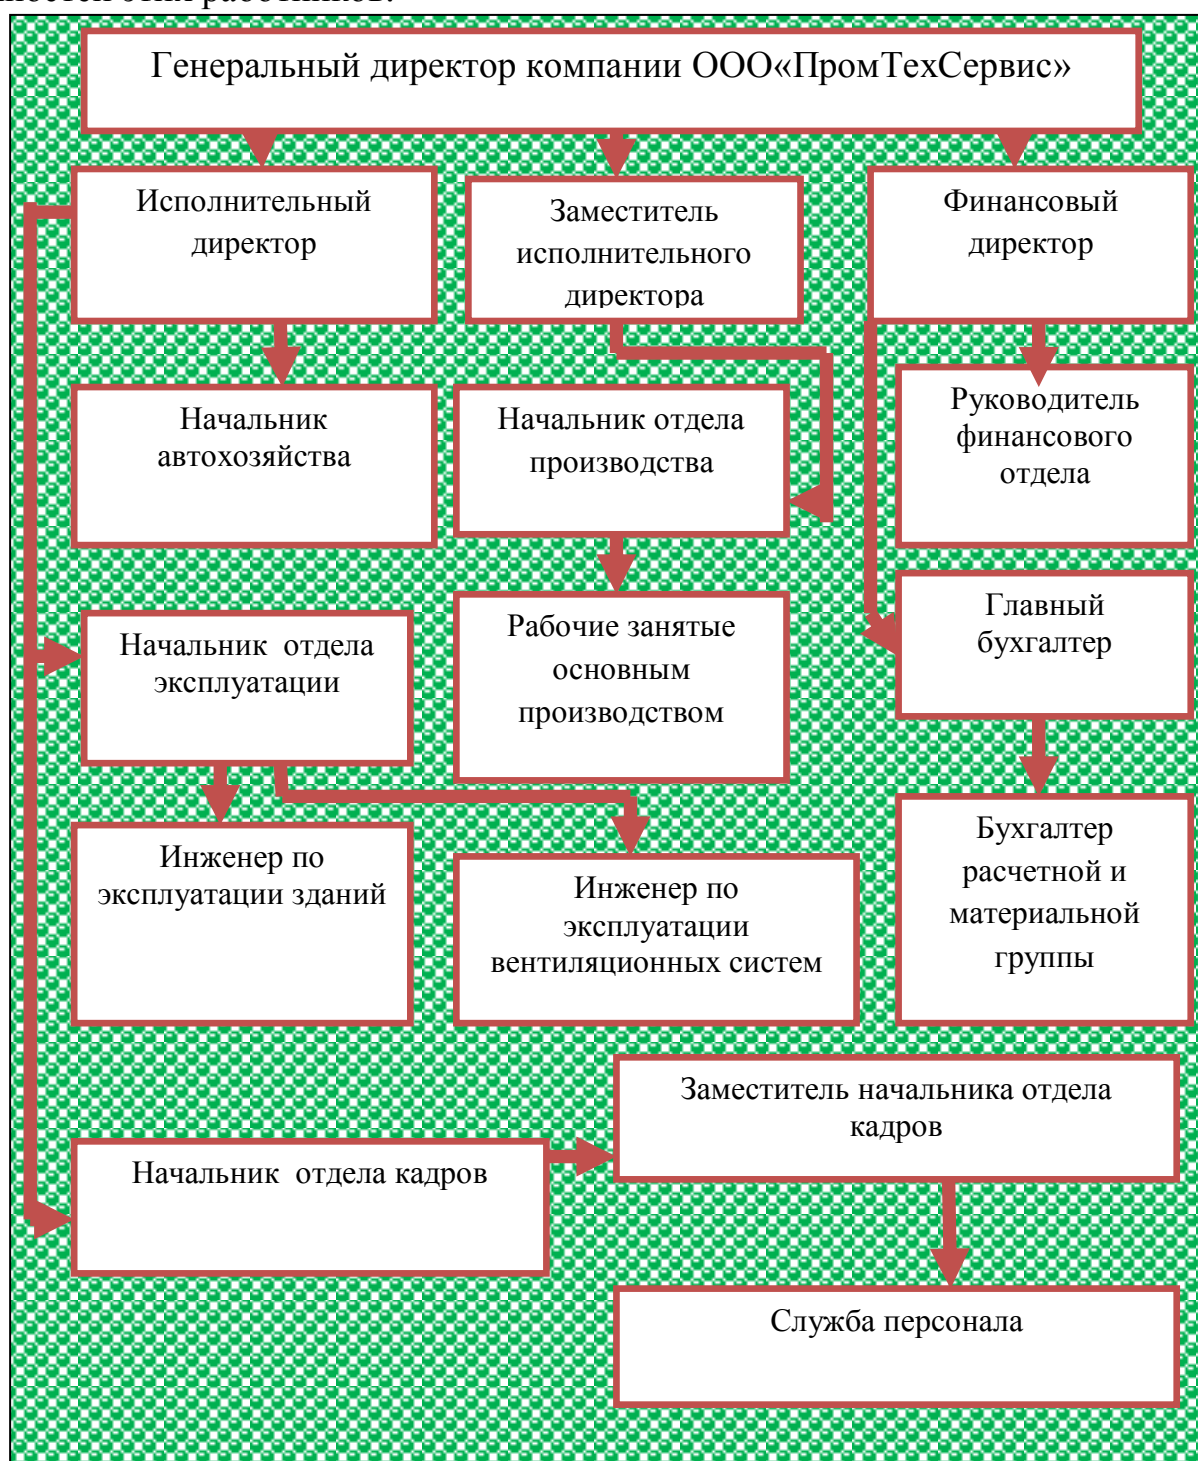 этих работников.
Генеральный директор компании ООО«ПромТехСервис»
Исполнительный
директор
Заместитель
исполнительного
директора
Финансовый
директор
Начальник
автохозяйства
Начальник отдела
производства
Руководитель
финансового
отдела
Начальник  отдела
эксплуатации
Рабочие занятые
основным
производством
Главный
бухгалтер
Инженер по
эксплуатации зданий
Инженер по
эксплуатации
вентиляционных систем
Бухгалтер
расчетной и
материальной
группы
Заместитель начальника отдела
кадров
Начальник  отдела кадров
Служба персонала